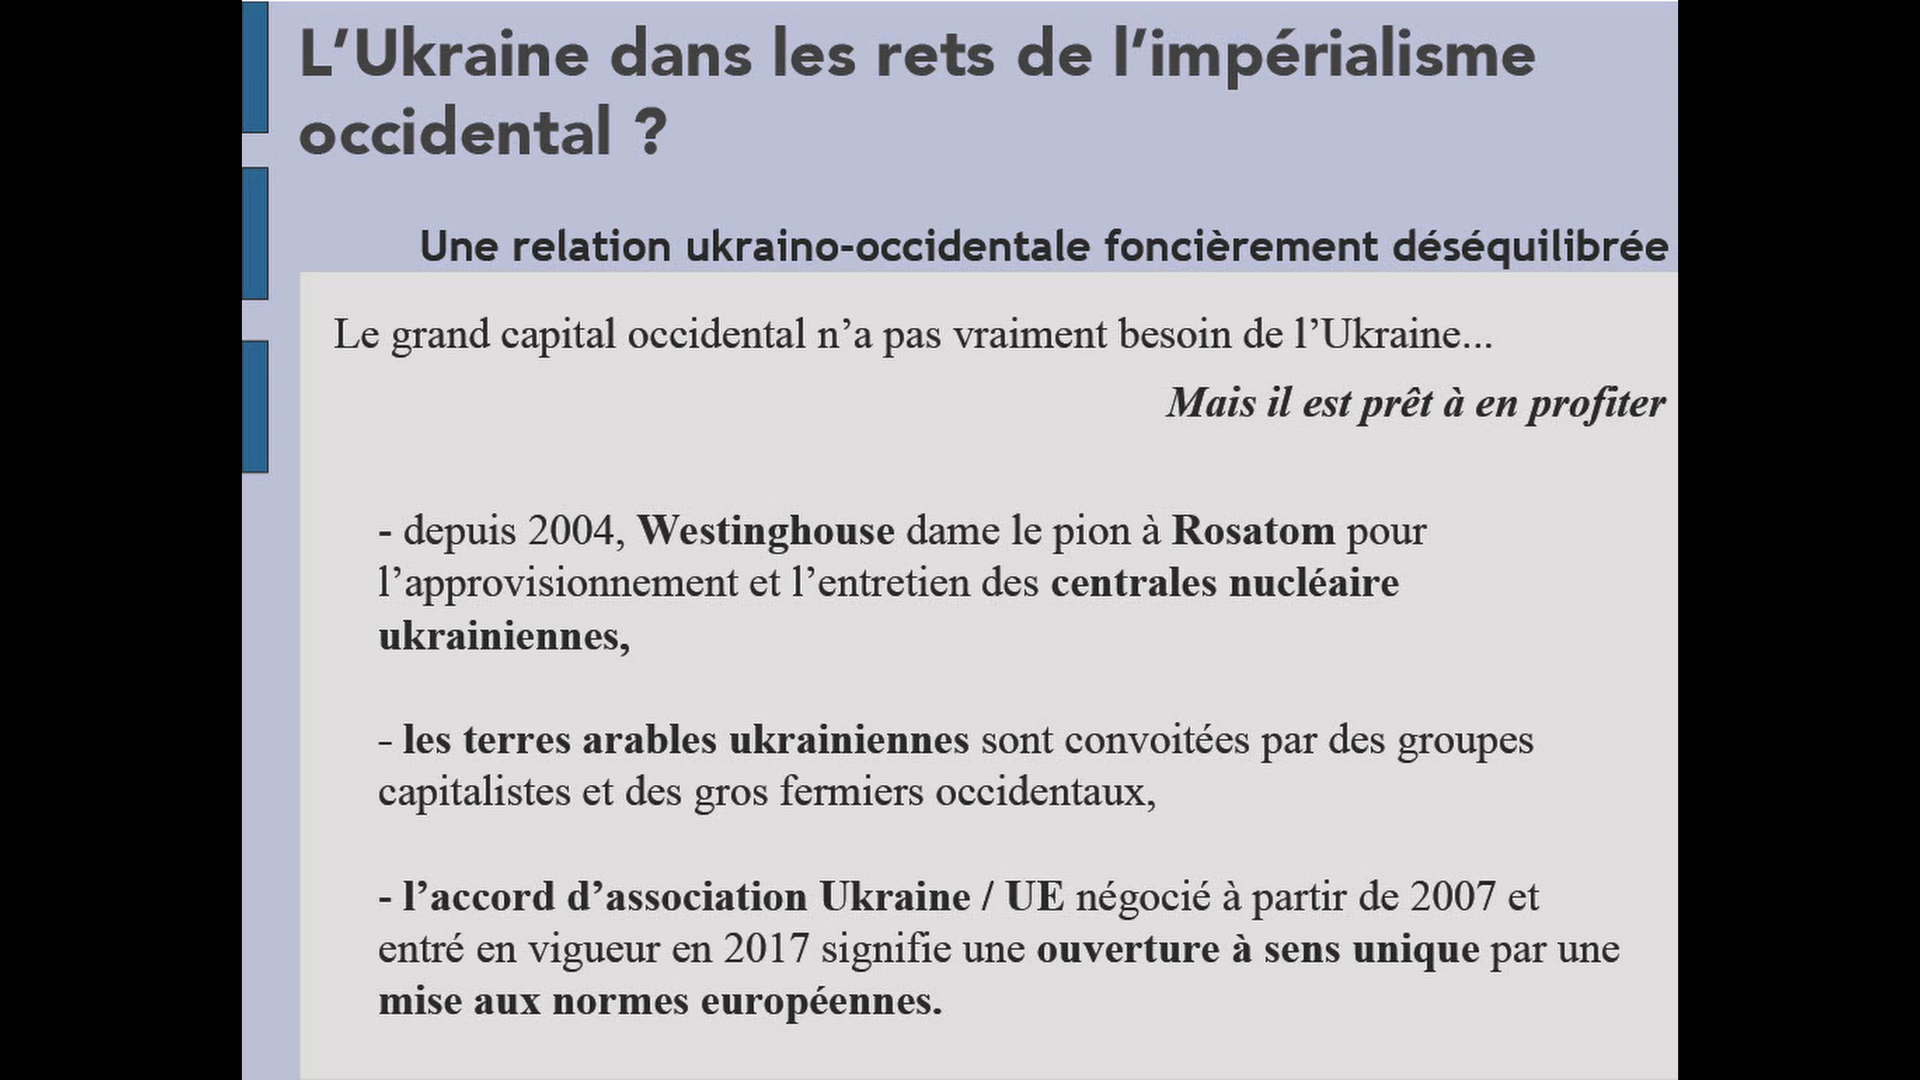 L’Ukraine dans les rets de l’impérialisme
occidental ?
Une relation ukraino-occidentale foncièrement déséquilibrée
Le grand capital occidental n’a pas vraiment besoin de l’Ukraine...
Mais il est prêt à en profiter
- depuis 2004, Westinghouse dame le pion à Rosatom pour
l’approvisionnement et l’entretien des centrales nucléaire
ukrainiennes,
- les terres arables ukrainiennes sont convoitées par des groupes
capitalistes et des gros fermiers occidentaux,
- l’accord d’association Ukraine / UE négocié à partir de 2007 et
entré en vigueur en 2017 signifie une ouverture à sens unique par une
mise aux normes européennes.